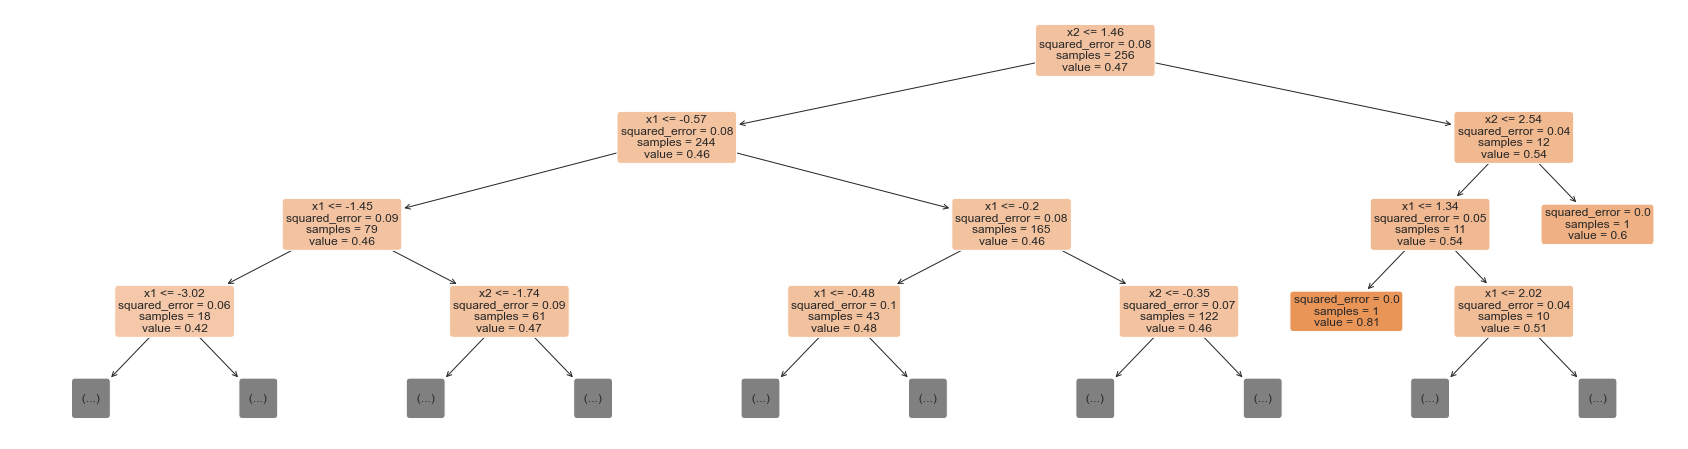 x2 <= 1.46
squared_error = 0.08
samples = 256
value = 0.47
x1 <= -0.57
squared_error = 0.08
samples = 244
value = 0.46
x2 <= 2.54
squared_error = 0.04
samples = 12
value = 0.54
x1 <= -1.45
squared_error = 0.09
samples = 79
value = 0.46
x1 <= -0.2
squared_error = 0.08
samples = 165
value = 0.46
x1 <= 1.34
squared_error = 0.05
samples = 11
value = 0.54
squared_error = 0.0
samples = 1
value = 0.6
x1 <= -3.02
squared_error = 0.06
samples = 18
value = 0.42
x2 <= -1.74
squared_error = 0.09
samples = 61
value = 0.47
x1 <= -0.48
squared_error = 0.1
samples = 43
value = 0.48
x2 <= -0.35
squared_error = 0.07
samples = 122
value = 0.46
squared_error = 0.0
samples = 1
value = 0.81
x1 <= 2.02
squared_error = 0.04
samples = 10
value = 0.51
(...)
(...)
(...)
(...)
(...)
(...)
(...)
(...)
(...)
(...)